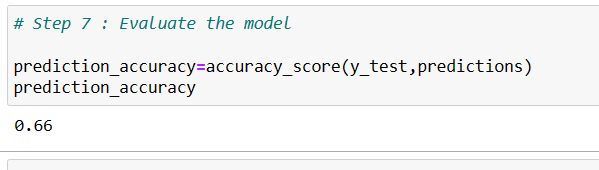 # Step 7 : Evaluate the model
prediction_accuracy=accuracy_score(y_test,predictions)
prediction_accuracy
0.66